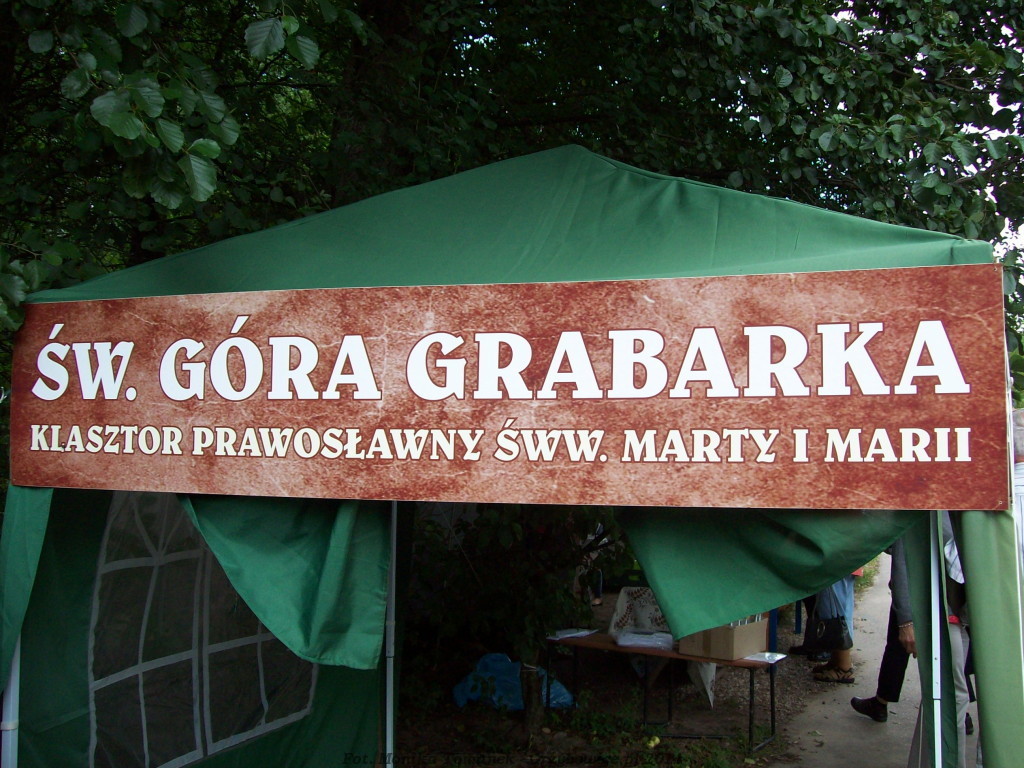 ŚW. GÓRA GRABARKA
KLASZTOR PRAWOSŁAWNY ŚWW. MARTY I MARII